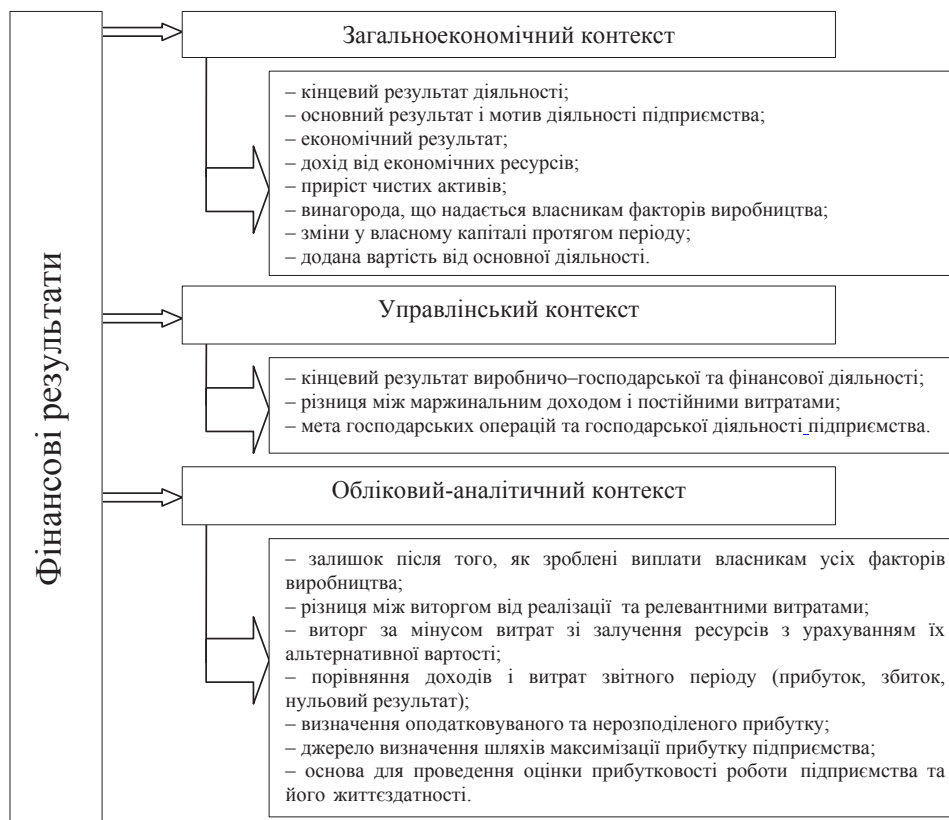 Фінансові результати
Загальноекономічний контекст
– кінцевий результат діяльності;
– основний результат і мотив діяльності підприємства;
– економічний результат;
– дохід від економічних ресурсів;
– приріст чистих активів;
– винагорода, що надається власникам факторів виробництва;
– зміни у власному капіталі протягом періоду;
– додана вартість від основної діяльності.
Управлінський контекст
– кінцевий результат виробничо–господарської та фінансової діяльності;
– різниця між маржинальним доходом і постійними витратами;
– мета господарських операцій та господарської діяльності підприємства.
Обліковий-аналітичний контекст
– залишок після того, як зроблені виплати власникам усіх факторів
виробництва;
– різниця між виторгом від реалізації та релевантними витратами;
– виторг за мінусом витрат зі залучення ресурсів з урахуванням їх
альтернативної вартості;
– порівняння доходів і витрат звітного періоду (прибуток, збиток,
нульовий результат);
– визначення оподатковуваного та нерозподіленого прибутку;
– джерело визначення шляхів максимізації прибутку підприємства;
– основа для проведення оцінки прибутковості роботи підприємства та
його життєздатності.